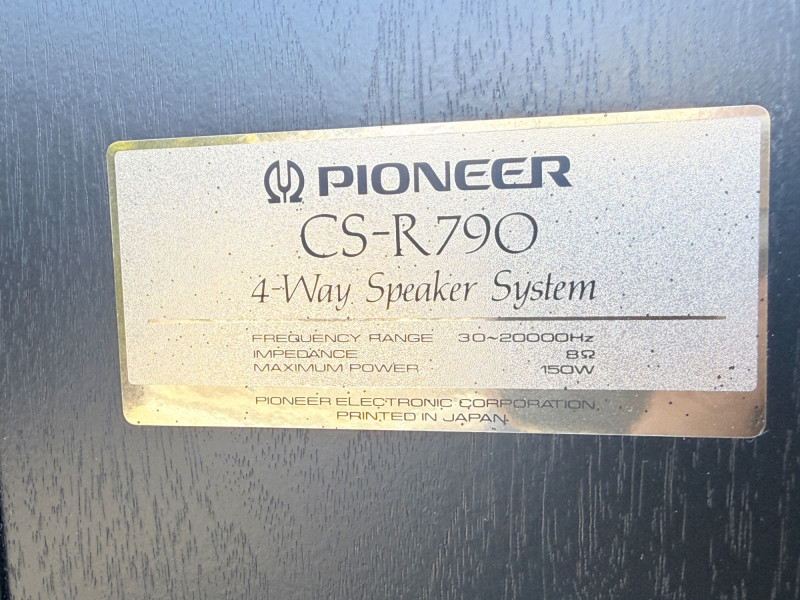 PIONEER
CS-R790
4-Way Speaker System
FREQUENCY RANGE 30~20000Hz
IMPEDANCE 8Ω
MAXIMUM POWER 150W
PIONEER ELECTRONIC CORPORATION
PRINTED IN JAPAN